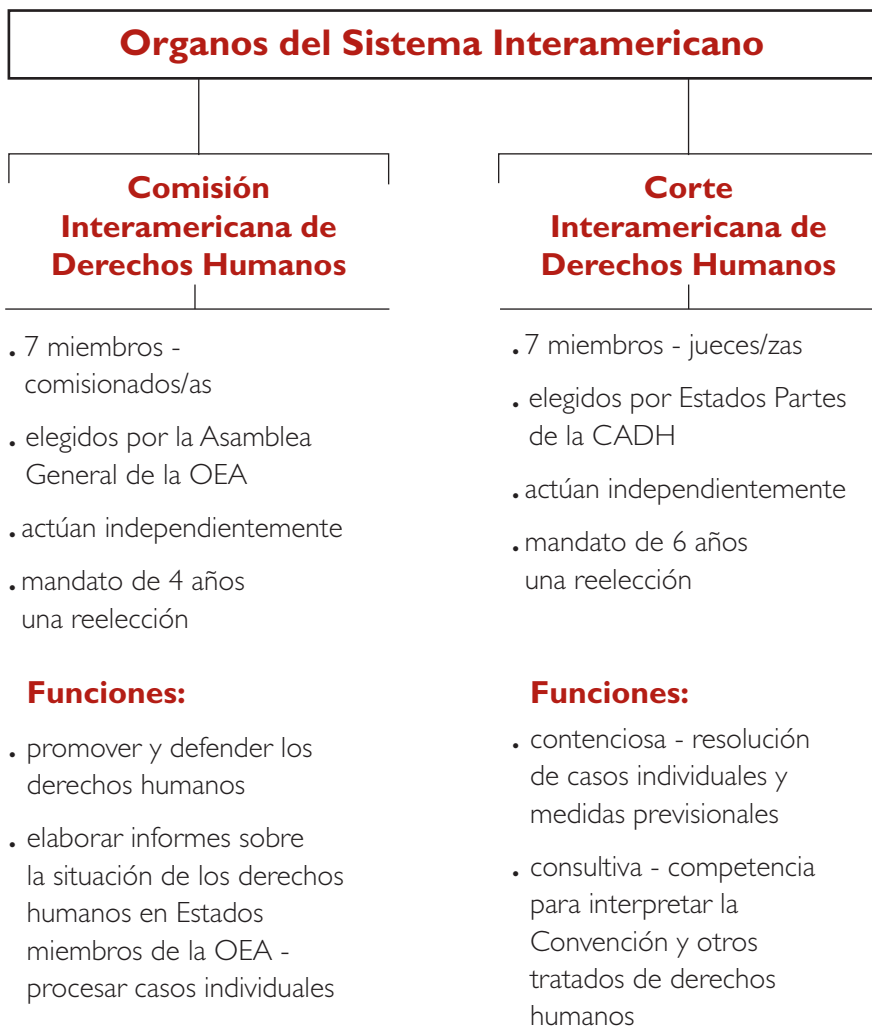 Organos del Sistema Interamericano
Comisión
Interamericana de
Derechos Humanos
. 7 miembros -
comisionados/as
. elegidos por la Asamblea
General de la OEA
. actúan independientemente
. mandato de 4 años
una reelección
Funciones:
. promover y defender los
derechos humanos
. elaborar informes sobre
la situación de los derechos
humanos en Estados
miembros de la OEA -
procesar casos individuales
Corte
Interamericana de
Derechos Humanos
. 7 miembros - jueces/zas
. elegidos por Estados Partes
de la CADH
. actúan independientemente
. mandato de 6 años
una reelección
Funciones:
. contenciosa - resolución
de casos individuales y
medidas previsionales
. consultiva - competencia
para interpretar la
Convención y otros
tratados de derechos
humanos